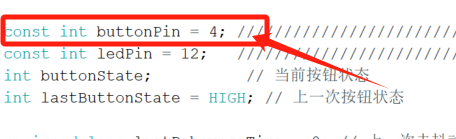 const int buttonPin = 4; ////////////////////////
const int ledPin = 12;   ////////////////////////
int buttonState;         // 当前按钮状态
int lastButtonState = HIGH; // 上一次按钮状态